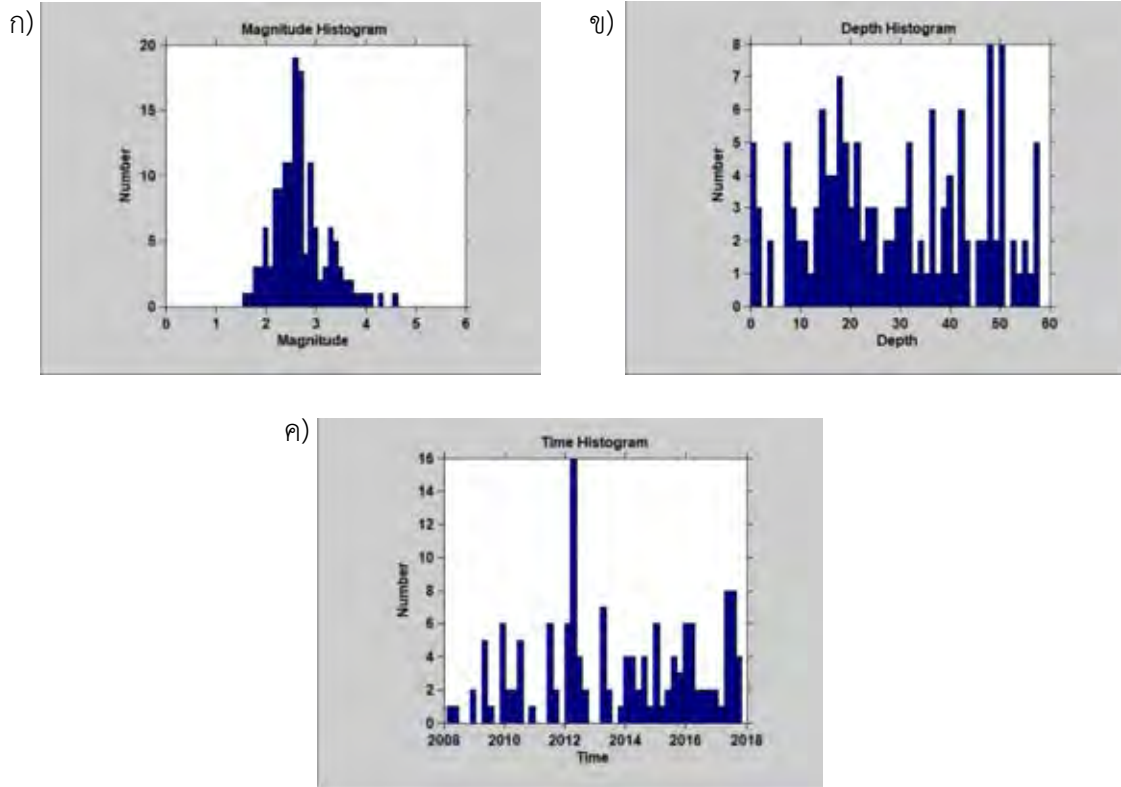 ก)
Magnitude Histogram
20
15
10
5
0
Number
0 1 2 3 4 5 6
Magnitude
ข)
Depth Histogram
8
7
6
5
4
3
2
1
0
Number
0 10 20 30 40 50 60
Depth
ค)
Time Histogram
16
14
12
10
8
6
4
2
0
Number
2008 2010 2012 2014 2016 2018
Time